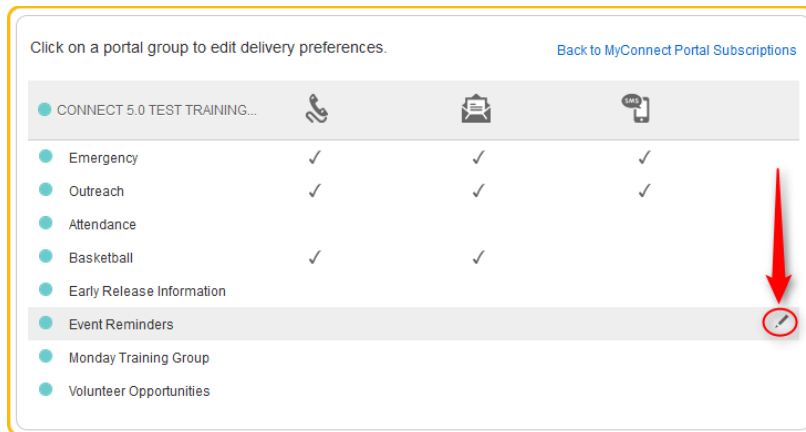 Click on a portal group to edit delivery preferences.
Back to MyConnect Portal Subscriptions
CONNECT 5.0 TEST TRAINING...
SMS
Emergency
Outreach
Attendance
Basketball
Early Release Information
Event Reminders
Monday Training Group
Volunteer Opportunities